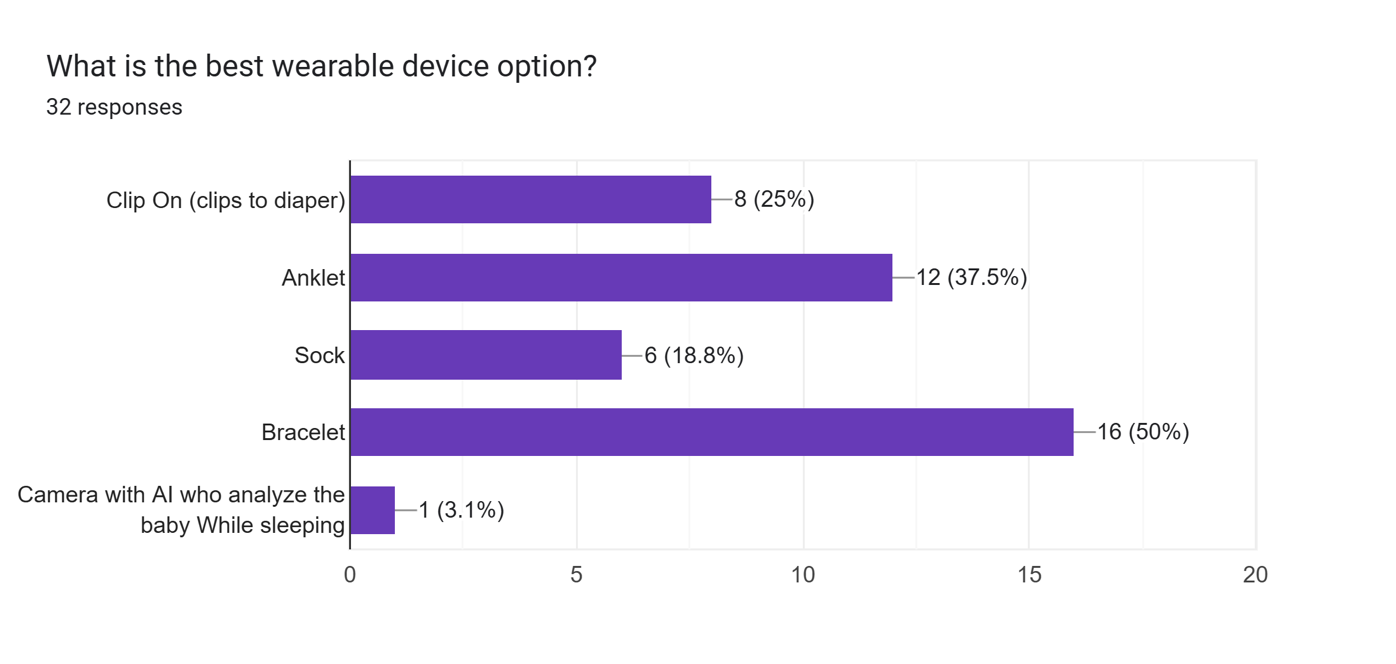 What is the best wearable device option?
32 responses
Clip On (clips to diaper)
8 (25%)
Anklet
12 (37.5%)
Sock
6 (18.8%)
Bracelet
16 (50%)
Camera with AI who analyze the
baby While sleeping
1 (3.1%)
0 5 10 15 20